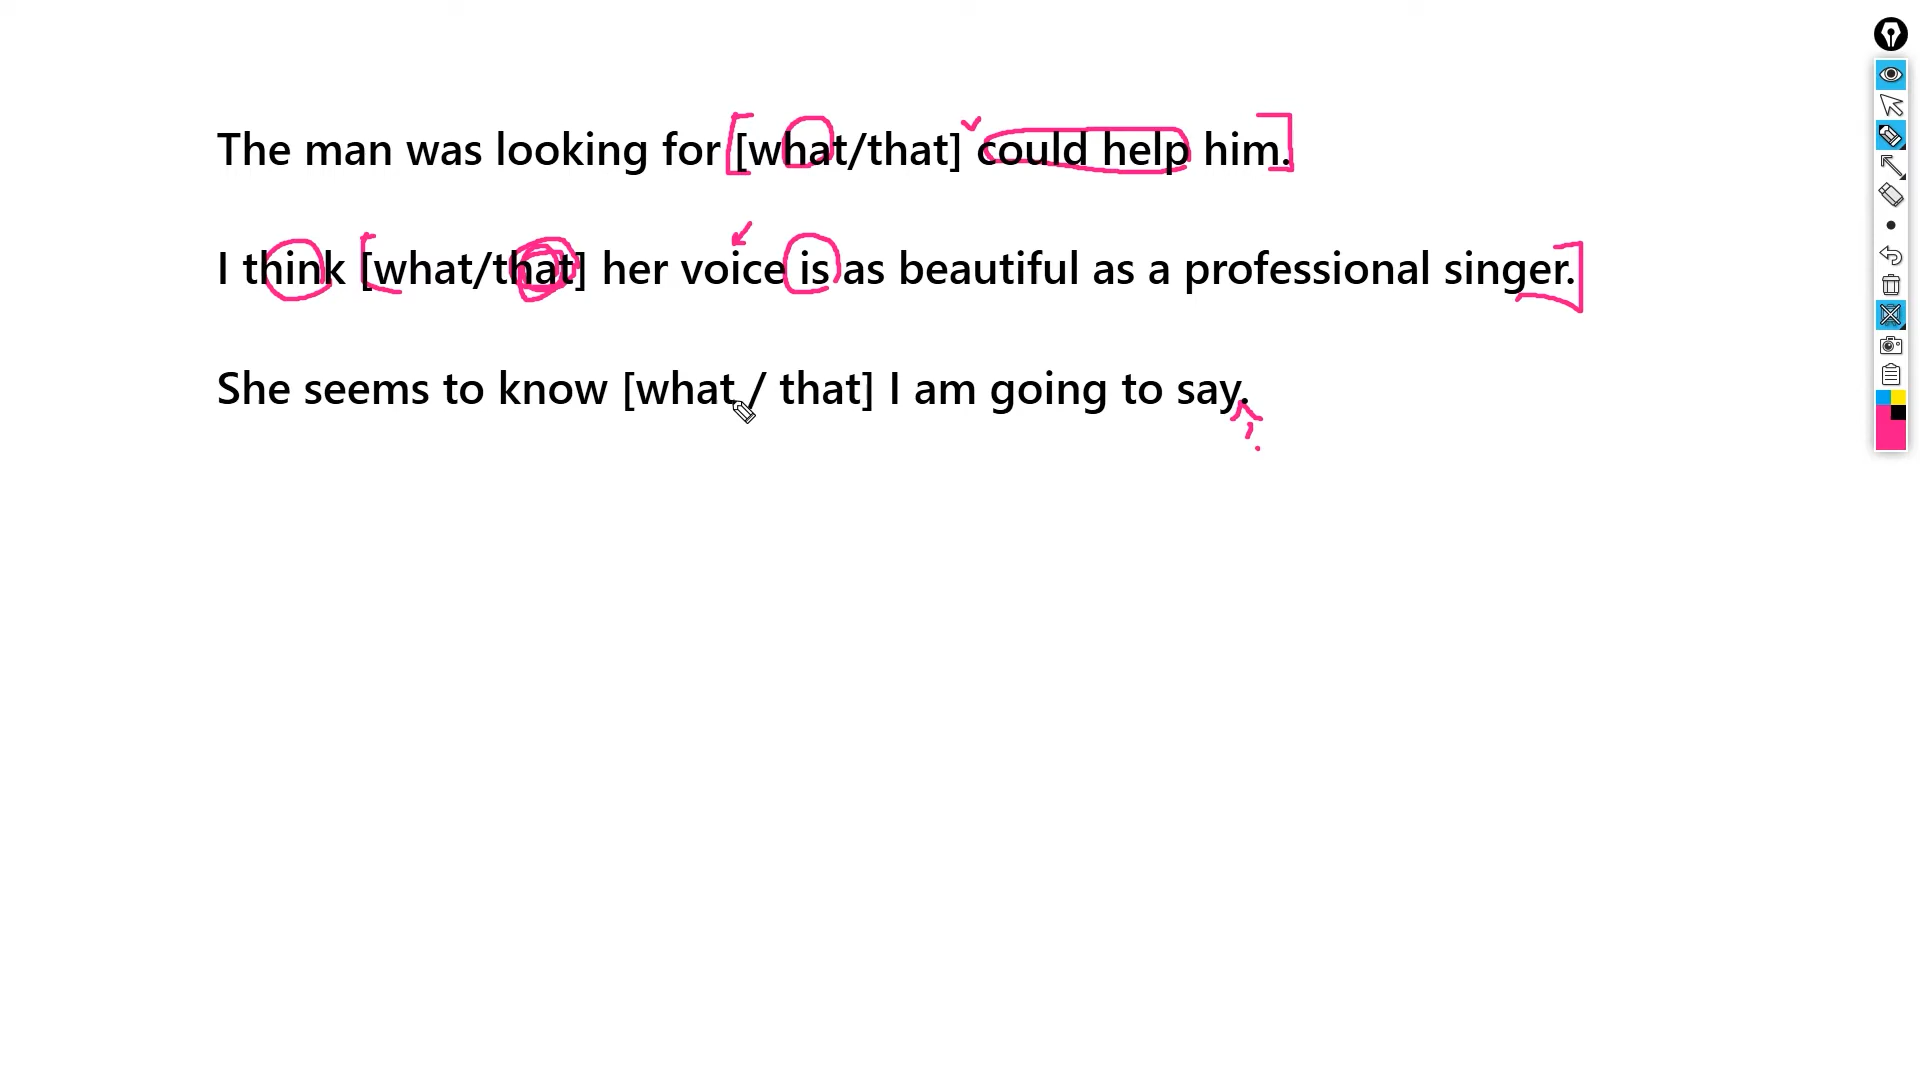 The man was looking for [what/that] could help him.
I think [what/that] her voice is as beautiful as a professional singer.
She seems to know [what / that] I am going to say.
?